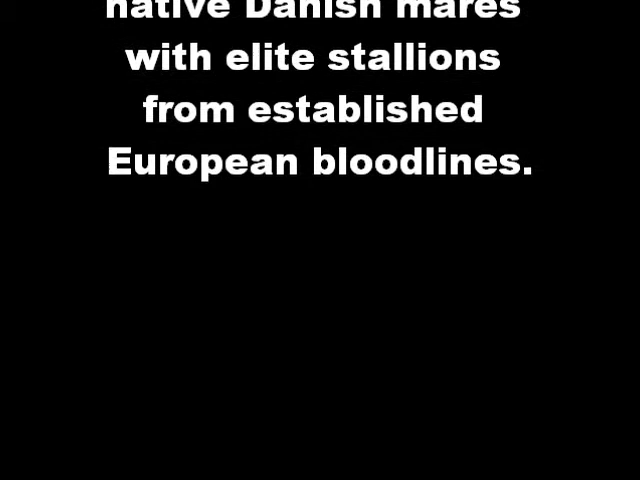 native Danish mares
with elite stallions
from established
European bloodlines.